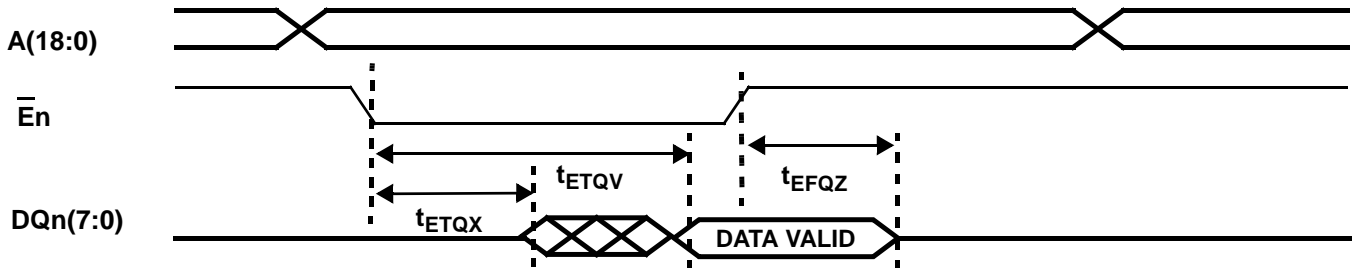 A(18:0)
En
tETQV
tEFQZ
tETQX
DQn(7:0)
DATA VALID